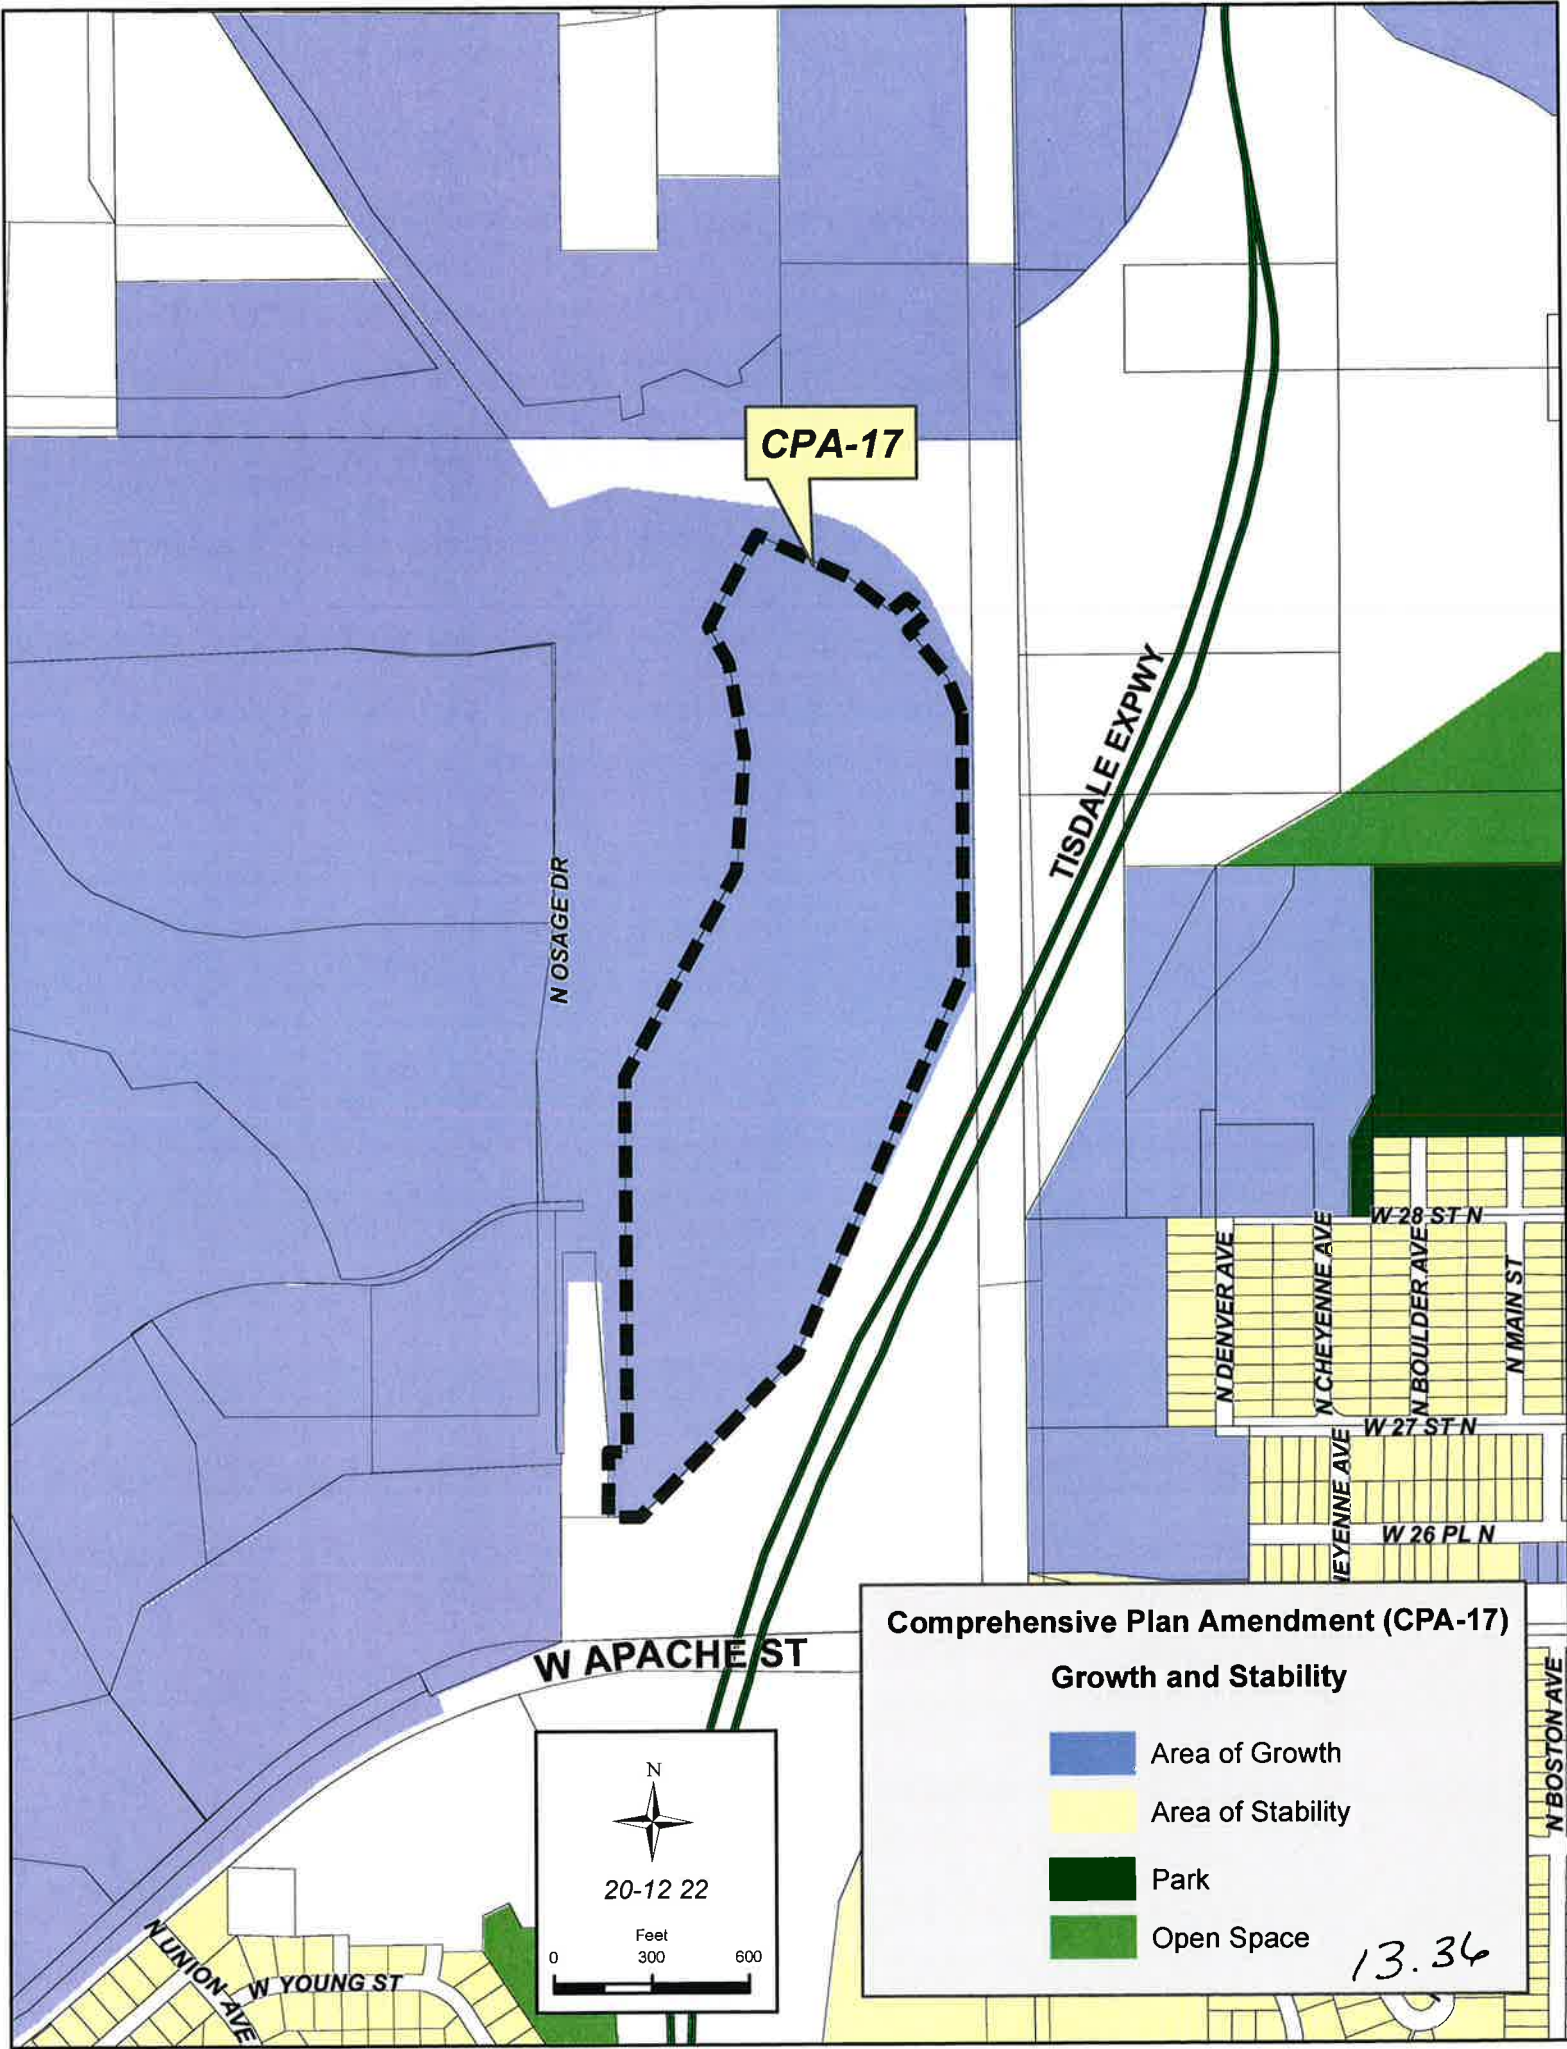 CPA-17
TISDALE EXPWY
N OSAGE DR
W 28 ST N
N DENVER AVE
N CHEYENNE AVE
N BOULDER AVE
N MAIN ST
W 27 ST N
EYENNE AVE
W 26 PL N
W APACHE ST
Comprehensive Plan Amendment (CPA-17)
Growth and Stability
Area of Growth
Area of Stability
Park
Open Space
13.36
N BOSTON AVE
N
20-12 22
Feet
0 300 600
N UNION AVE
W YOUNG ST